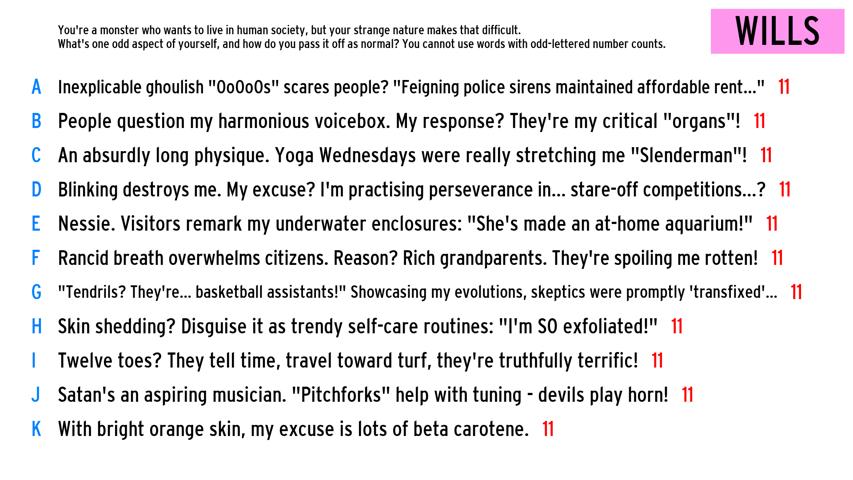 You're a monster who wants to live in human society, but your strange nature makes that difficult.
What's one odd aspect of yourself, and how do you pass it off as normal? You cannot use words with odd-lettered number counts.
WILLS
A Inexplicable ghoulish "OoOoOs" scares people? "Feigning police sirens maintained affordable rent..." 11
B People question my harmonious voicebox. My response? They're my critical "organs"! 11
C An absurdly long physique. Yoga Wednesdays were really stretching me "Slenderman"! 11
D Blinking destroys me. My excuse? I'm practising perseverance in... stare-off competitions...? 11
E Nessie. Visitors remark my underwater enclosures: "She's made an at-home aquarium!" 11
F Rancid breath overwhelms citizens. Reason? Rich grandparents. They're spoiling me rotten! 11
G "Tendrils? They're... basketball assistants!" Showcasing my evolutions, skeptics were promptly 'transfixed'... 11
H Skin shedding? Disguise it as trendy self-care routines: "I'm SO exfoliated!" 11
I Twelve toes? They tell time, travel toward turf, they're truthfully terrific! 11
J Satan's an aspiring musician. "Pitchforks" help with tuning - devils play horn! 11
K With bright orange skin, my excuse is lots of beta carotene. 11